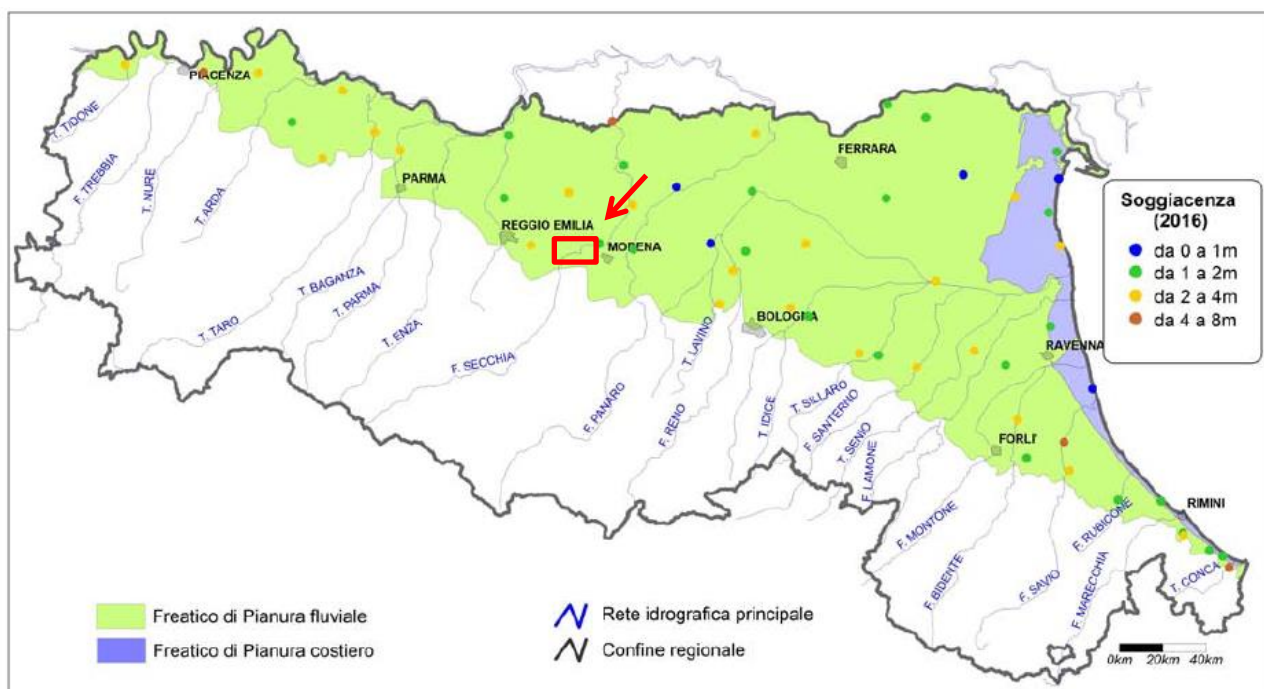 PIACENZA
T. TIDONE
F. TREBBIA
T. NURE
T. ARDA
PARMA
FERRARA
REGGIO EMILIA
MODENA
T. TARO
T. BAGANZA
T. PARMA
T. ENZA
F. SECCHIA
F. PANARO
T. LAVINO
F. RENO
BOLOGNA
T. IDICE
T. SILLARO
F. SANTERNO
T. SENIO
F. LAMONE
RAVENNA
FORLI'
F. MONTONE
F. BIDENTE
F. SAVIO
F. RUBICONE
F. MARECCHIA
RIMINI
T. CONCA
Soggiacenza
(2016)
da 0 a 1m
da 1 a 2m
da 2 a 4m
da 4 a 8m
Freatico di Pianura fluviale
Freatico di Pianura costiero
Rete idrografica principale
Confine regionale
0km 20km 40km